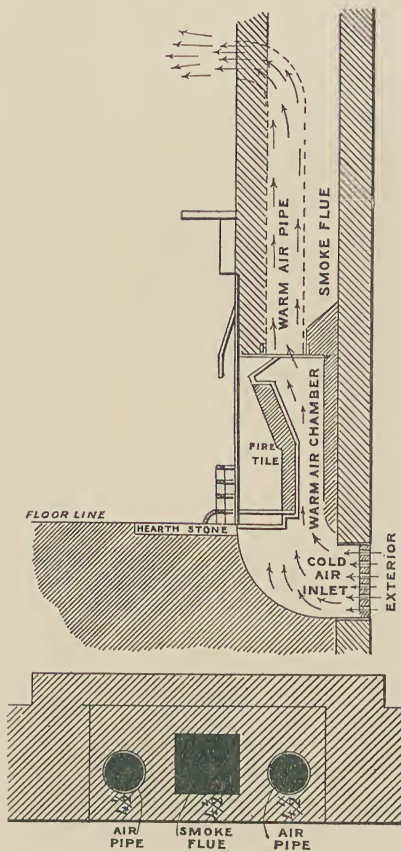 WARM AIR PIPE
SMOKE FLUE
FIRE
TILE
WARM AIR CHAMBER
FLOOR LINE
HEARTH STONE
COLD
AIR
INLET
EXTERIOR
AIR
PIPE
SMOKE
FLUE
AIR
PIPE